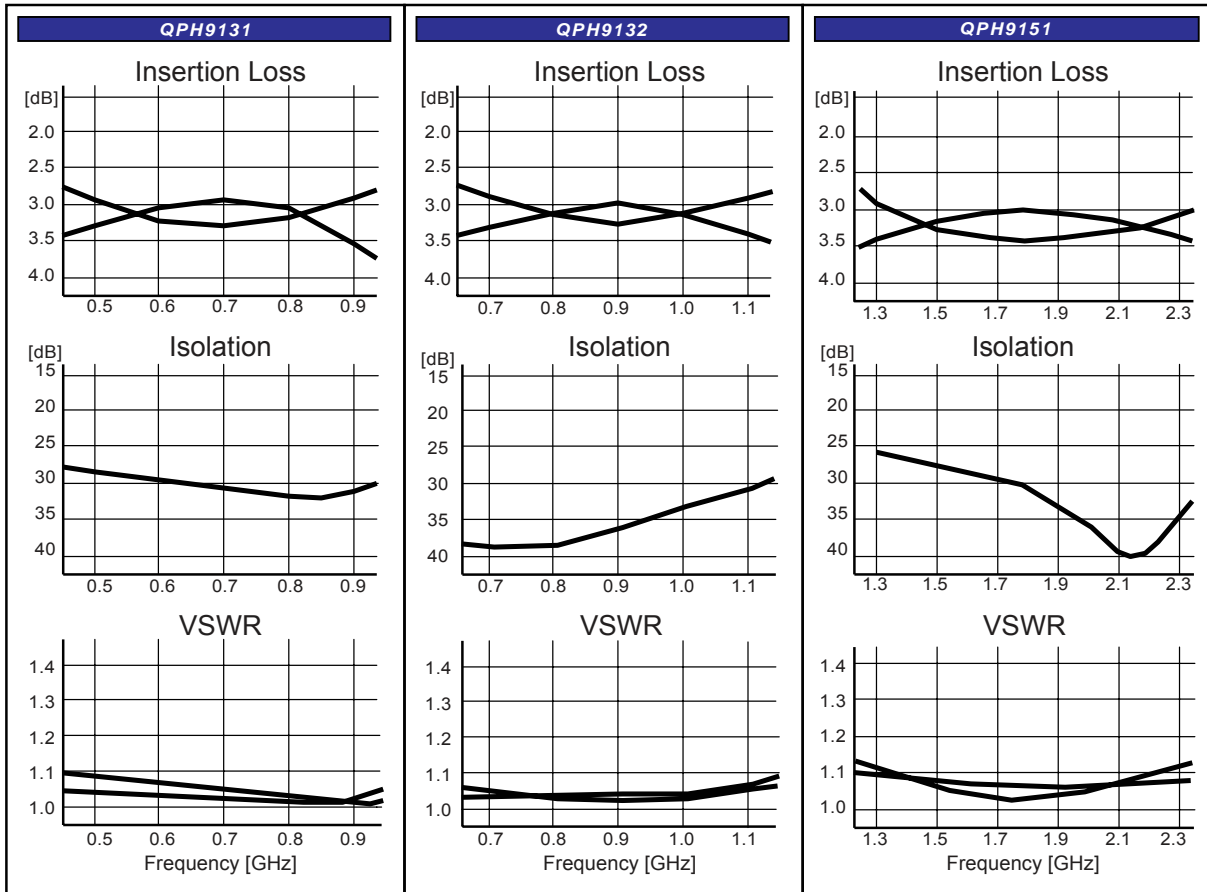 QPH9131
Insertion Loss
[dB]
2.0
2.5
3.0
3.5
4.0
0.5 0.6 0.7 0.8 0.9
Isolation
[dB]
15
20
25
30
35
40
0.5 0.6 0.7 0.8 0.9
VSWR
1.4
1.3
1.2
1.1
1.0
0.5 0.6 0.7 0.8 0.9
Frequency [GHz]
QPH9132
Insertion Loss
[dB]
2.0
2.5
3.0
3.5
4.0
0.7 0.8 0.9 1.0 1.1
Isolation
[dB]
15
20
25
30
35
40
0.7 0.8 0.9 1.0 1.1
VSWR
1.4
1.3
1.2
1.1
1.0
0.7 0.8 0.9 1.0 1.1
Frequency [GHz]
QPH9151
Insertion Loss
[dB]
2.0
2.5
3.0
3.5
4.0
1.3 1.5 1.7 1.9 2.1 2.3
Isolation
[dB]
15
20
25
30
35
40
1.3 1.5 1.7 1.9 2.1 2.3
VSWR
1.4
1.3
1.2
1.1
1.0
1.3 1.5 1.7 1.9 2.1 2.3
Frequency [GHz]